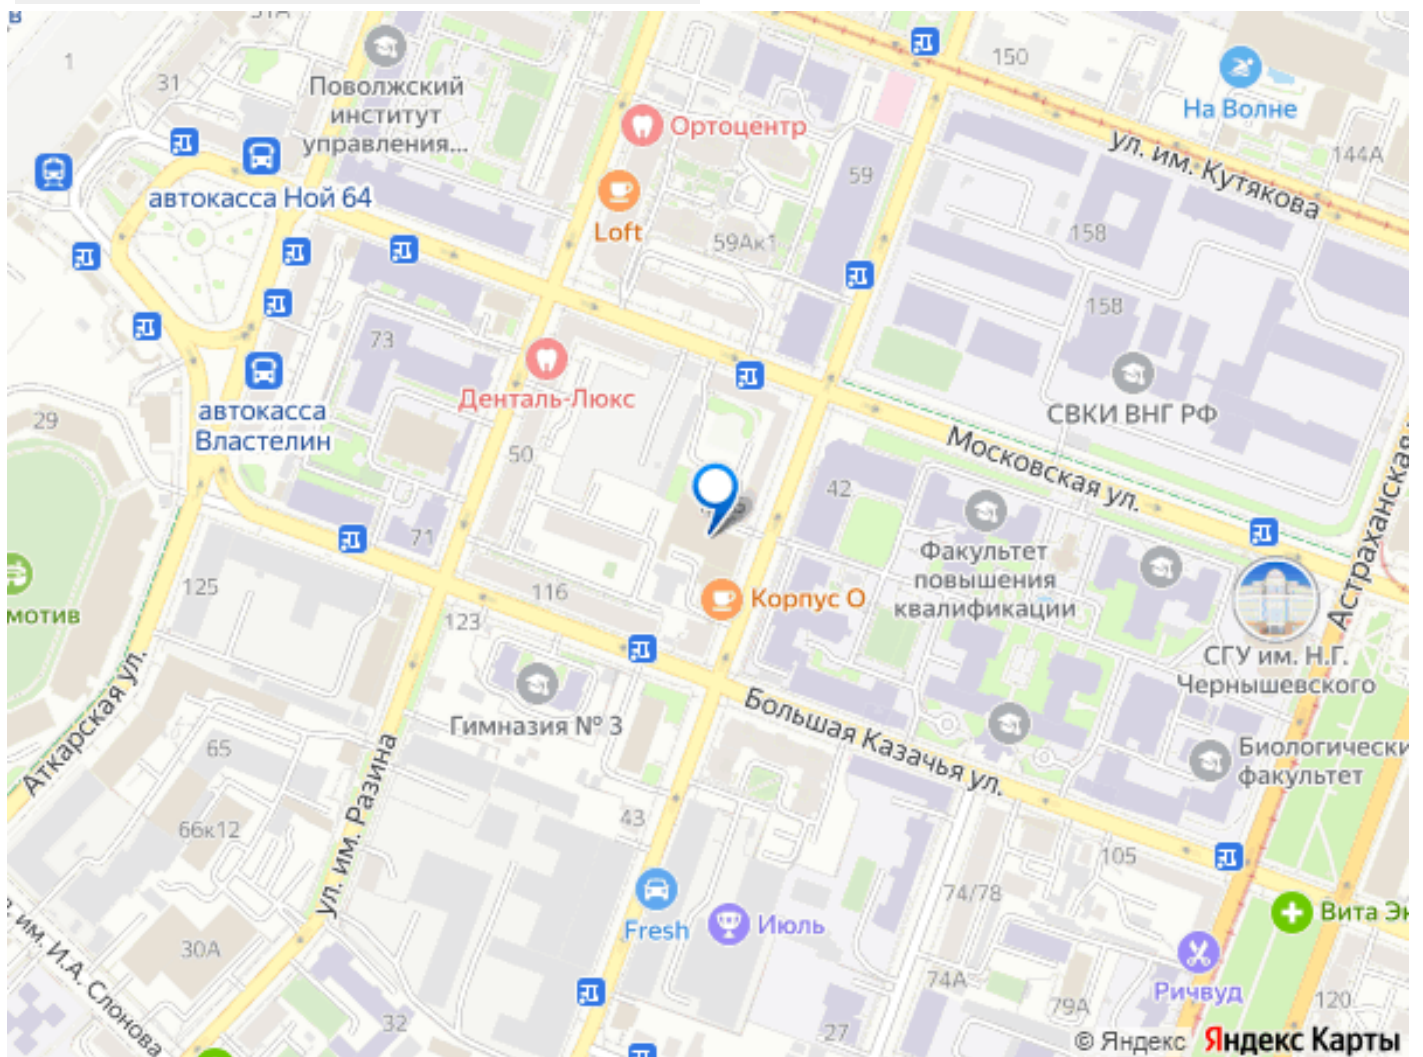 1
31
31А
Поволжский
институт
управления...
Ортоцентр
150
На Волне
144А
ул. им. Кутякова
автокасса Ной 64
Loft
59Ак1
59
158
158
73
Денталь-Люкс
СВКИ ВНГ РФ
29
автокасса
Властелин
50
42
Московская ул.
Астраханская
71
Факультет
повышения
квалификации
125
мотив
116
Корпус О
123
СГУ им. Н.Г.
Чернышевского
Гимназия № 3
Большая Казачья ул.
Биологически
факультет
Аткарская ул.
65
ул. им. Разина
66к12
43
105
74/78
Fresh
Июль
Вита Эк
им. И.А. Слонова
30А
74А
Ричвуд
79А
120
32
27
© Яндекс Яндекс Карты